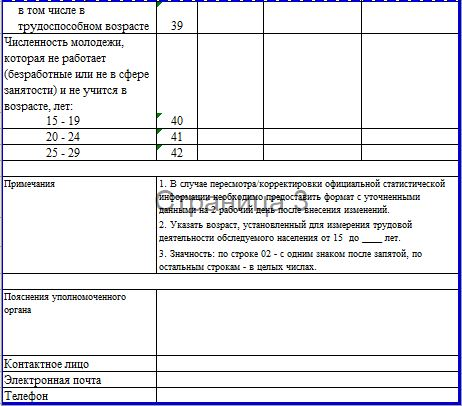 в том числе в
трудоспособном возрасте 39
Численность молодежи,
которая не работает
(безработные или не в сфере
занятости) и не учится в
возрасте, лет:
15 - 19 40
20 - 24 41
25 - 29 42
Примечания
1. В случае пересмотра/корректировки официальной статистической
информации необходимо предоставить формат с уточненными
данными на 2 рабочий день после внесения изменений.
Страница 3
2. Указать возраст, установленный для измерения трудовой
деятельности обследуемого населения от 15 до ____ лет.
3. Значность: по строке 02 - с одним знаком после запятой, по
остальным строкам - в целых числах.
Пояснения уполномоченного
органа
Контактное лицо
Электронная почта
Телефон